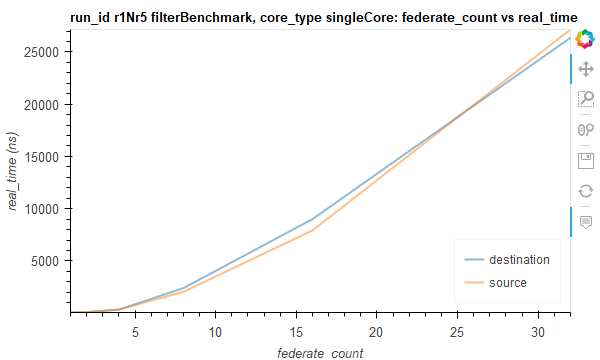 run_id r1Nr5 filterBenchmark, core_type singleCore: federate_count vs real_time
25000
20000
15000
10000
5000
real_time (ns)
destination
source
5 10 15 20 25 30
federate_count